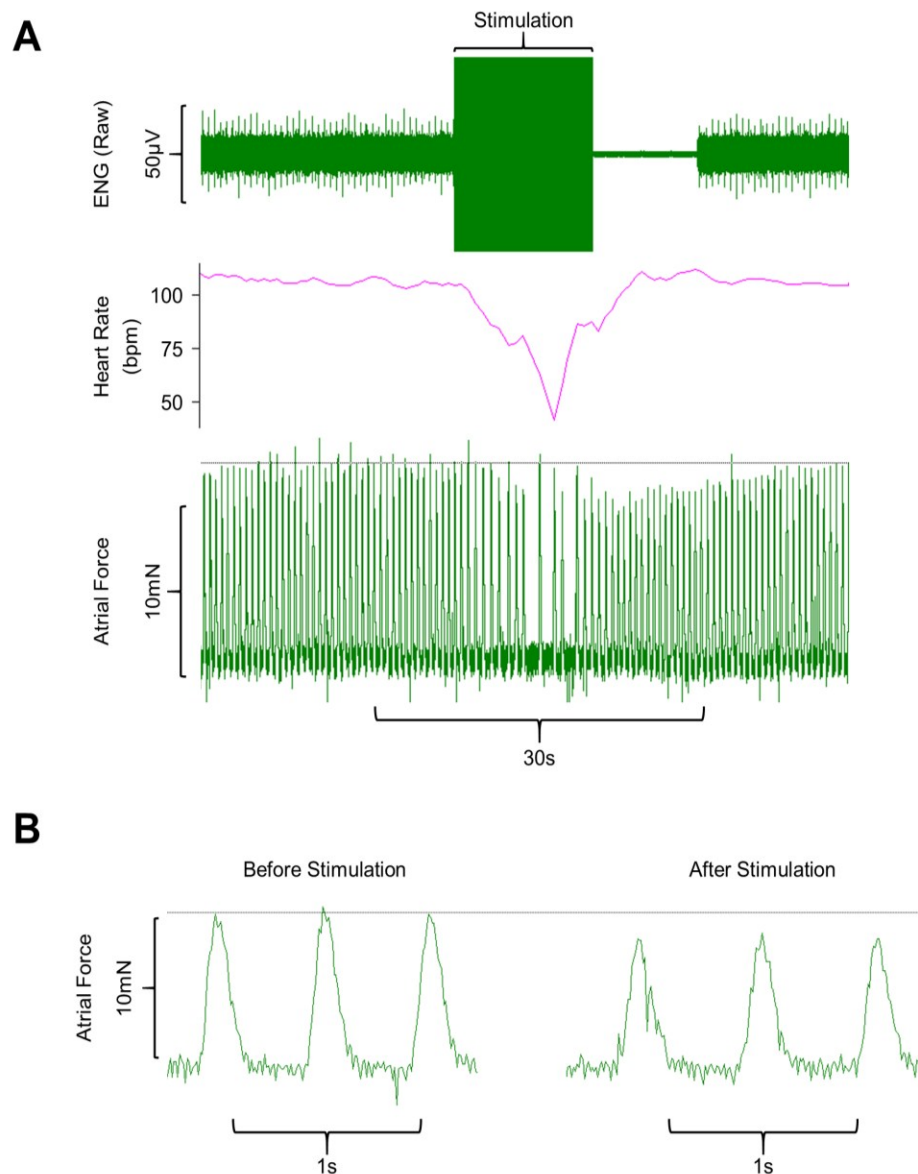 A
Stimulation
ENG (Raw)
50µV
Heart Rate
(bpm)
100
75
50
Atrial Force
10mN
30s
B
Before Stimulation
After Stimulation
Atrial Force
10mN
1s
1s